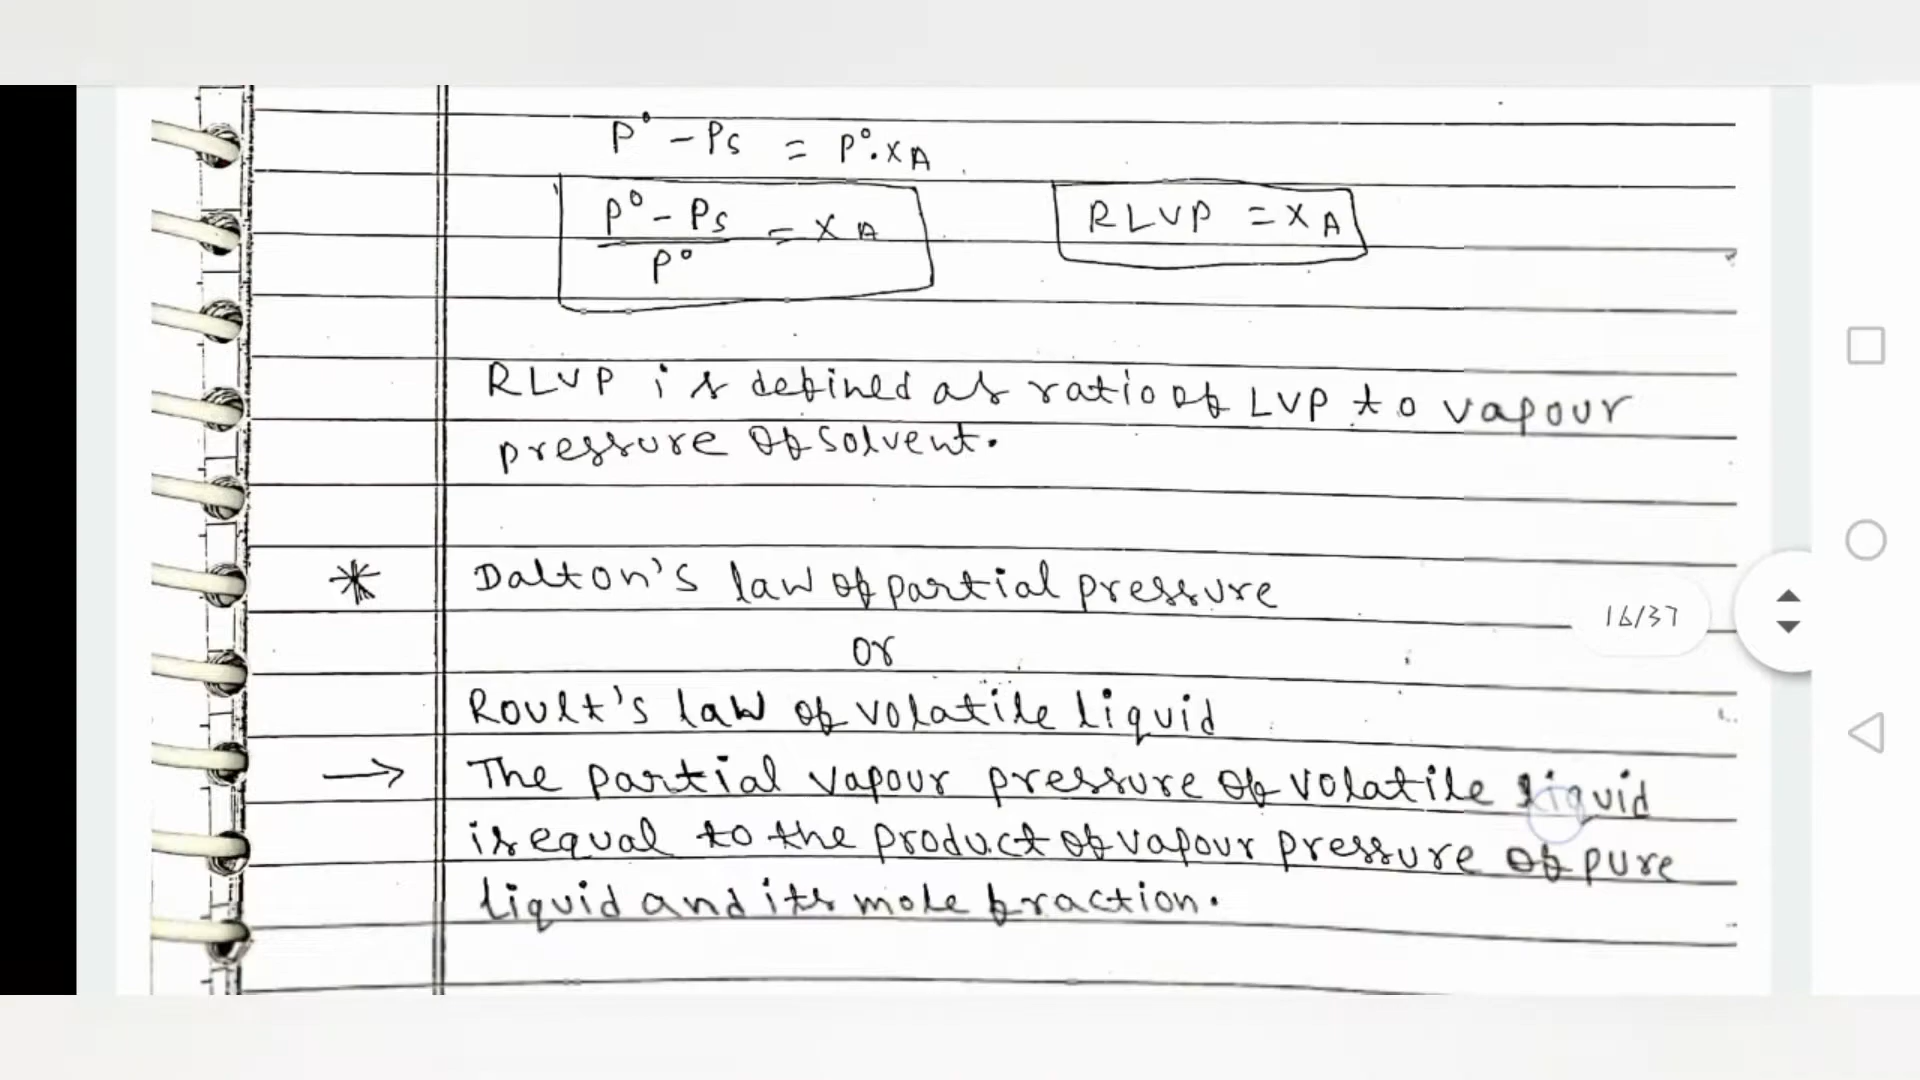 P° - Ps = P°.XA
P° - Ps / P° = XA
RLVP = XA
RLVP is defined as ratio of LVP to vapour
pressure of solvent.
* Dalton's law of partial pressure
or
Roult's law of volatile liquid
→ The partial vapour pressure of volatile liquid
is equal to the product of vapour pressure of pure
liquid and its mole fraction.
16/37